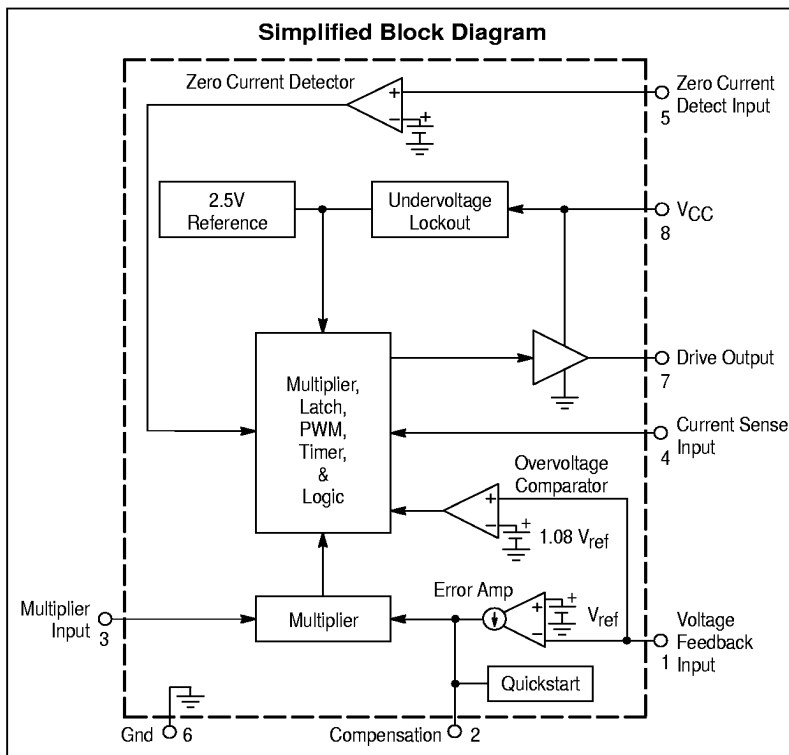 Simplified Block Diagram
Zero Current Detector
+
−
+
Zero Current
Detect Input
5
2.5V
Reference
Undervoltage
Lockout
VCC
8
Multiplier,
Latch,
PWM,
Timer,
&
Logic
Drive Output
7
Current Sense
Input
4
Overvoltage
Comparator
+
−
+
1.08 Vref
Error Amp
+
−
+
Vref
Multiplier
Input
3
Multiplier
Voltage
Feedback
Input
1
Quickstart
Gnd
6
Compensation
2